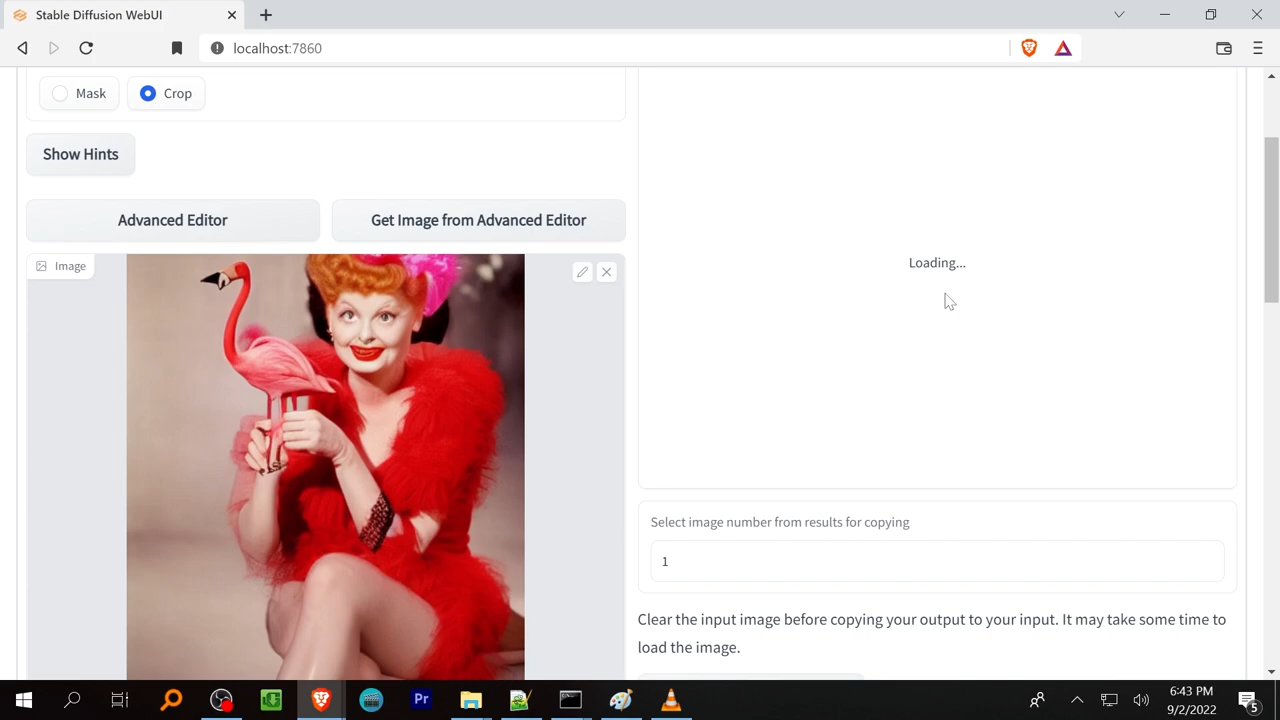 Stable Diffusion WebUI
localhost:7860
Mask
Crop
Show Hints
Advanced Editor
Get Image from Advanced Editor
Image
Loading...
Select image number from results for copying
1
Clear the input image before copying your output to your input. It may take some time to
load the image.
Pr
6:43 PM
9/2/2022
5